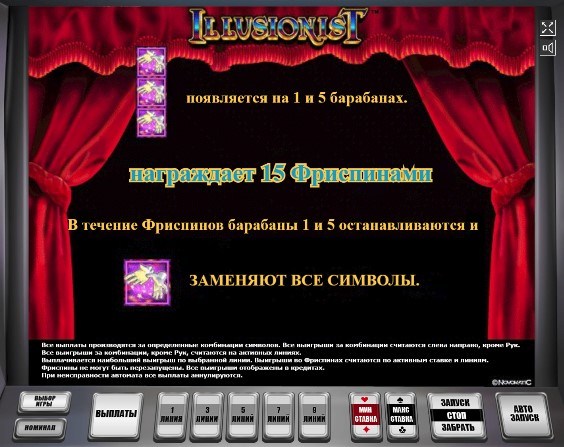 ILLUSIONIST™
появляется на 1 и 5 барабанах.
награждает 15 Фриспинами
В течение Фриспинов барабаны 1 и 5 останавливаются и
ЗАМЕНЯЮТ ВСЕ СИМВОЛЫ.
Все выплаты производятся за определенные комбинации символов. Все выигрыши за комбинации считаются слева направо, кроме Рук.
Все выигрыши за комбинации, кроме Рук, считаются на активных линиях.
Выплачивается наибольший выигрыш по выбранной линии. Выигрыши во Фриспинах считаются по активным ставке и линиям.
Фриспины не могут быть перезапущены. Все выигрыши отображены в кредитах.
При неисправности автомата все выплаты аннулируются.
©NOVOMATIC
ВЫБОР ИГРЫ
НОМИНАЛ
ВЫПЛАТЫ
1 ЛИНИЯ
3 ЛИНИИ
5 ЛИНИЙ
7 ЛИНИЙ
9 ЛИНИЙ
МИН СТАВКА
МАКС СТАВКА
ЗАПУСК
СТОП
ЗАБРАТЬ
АВТО ЗАПУСК